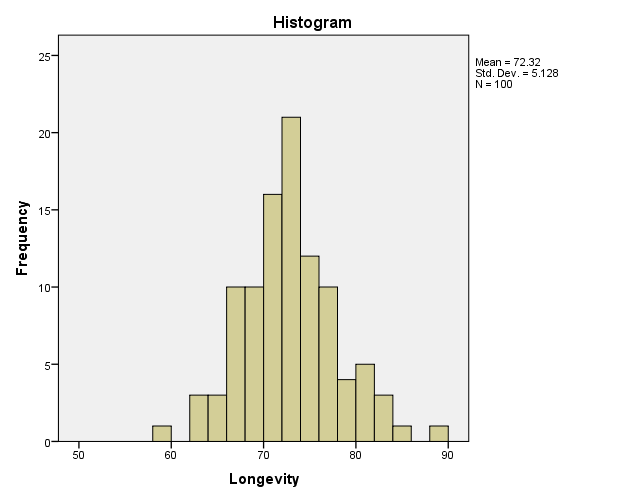 Histogram
Mean = 72.32
Std. Dev. = 5.128
N = 100
25
20
15
10
5
0
Frequency
50 60 70 80 90
Longevity